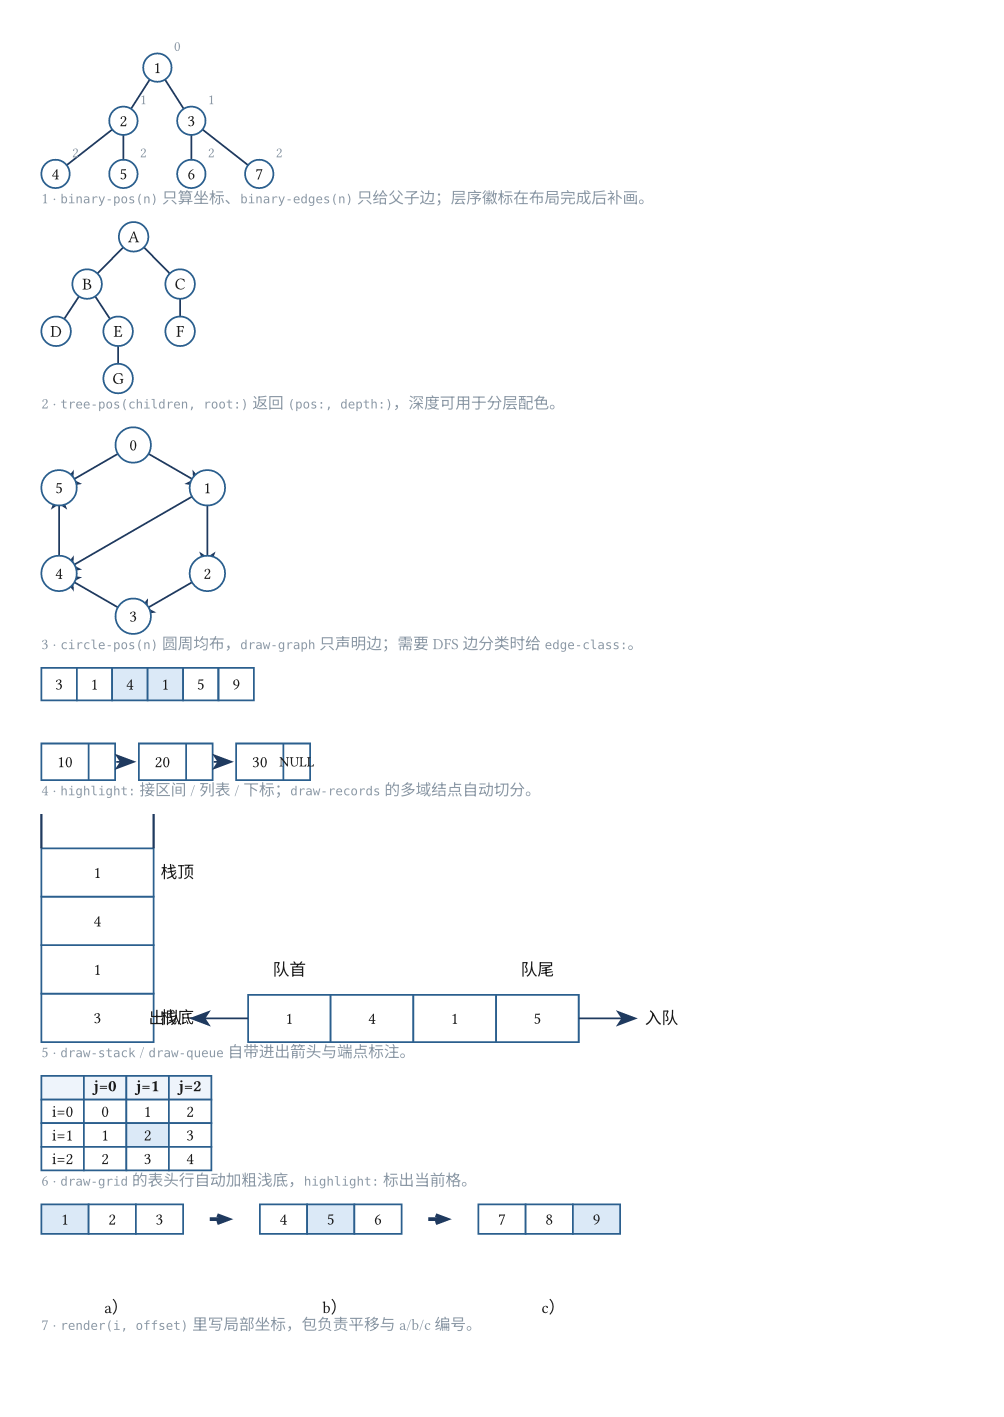 0
1
1 1
2 3
2 2 2 2
4 5 6 7
1 · binary-pos(n) 只算坐标、binary-edges(n) 只给父子边；层序徽标在布局完成后补画。
A
B C
D E F
G
2 · tree-pos(children, root:) 返回 (pos:, depth:)，深度可用于分层配色。
0
5 1
4 2
3
3 · circle-pos(n) 圆周均布，draw-graph 只声明边；需要 DFS 边分类时给 edge-class:。
3 1 4 1 5 9
10 20 30 NULL
4 · highlight: 接区间 / 列表 / 下标；draw-records 的多域结点自动切分。
1 栈顶
4
1 队首 队尾
3 栈底 出队 1 4 1 5 入队
5 · draw-stack / draw-queue 自带进出箭头与端点标注。
j=0 j=1 j=2
i=0 0 1 2
i=1 1 2 3
i=2 2 3 4
6 · draw-grid 的表头行自动加粗浅底，highlight: 标出当前格。
1 2 3 4 5 6 7 8 9
a） b） c）
7 · render(i, offset) 里写局部坐标，包负责平移与 a/b/c 编号。